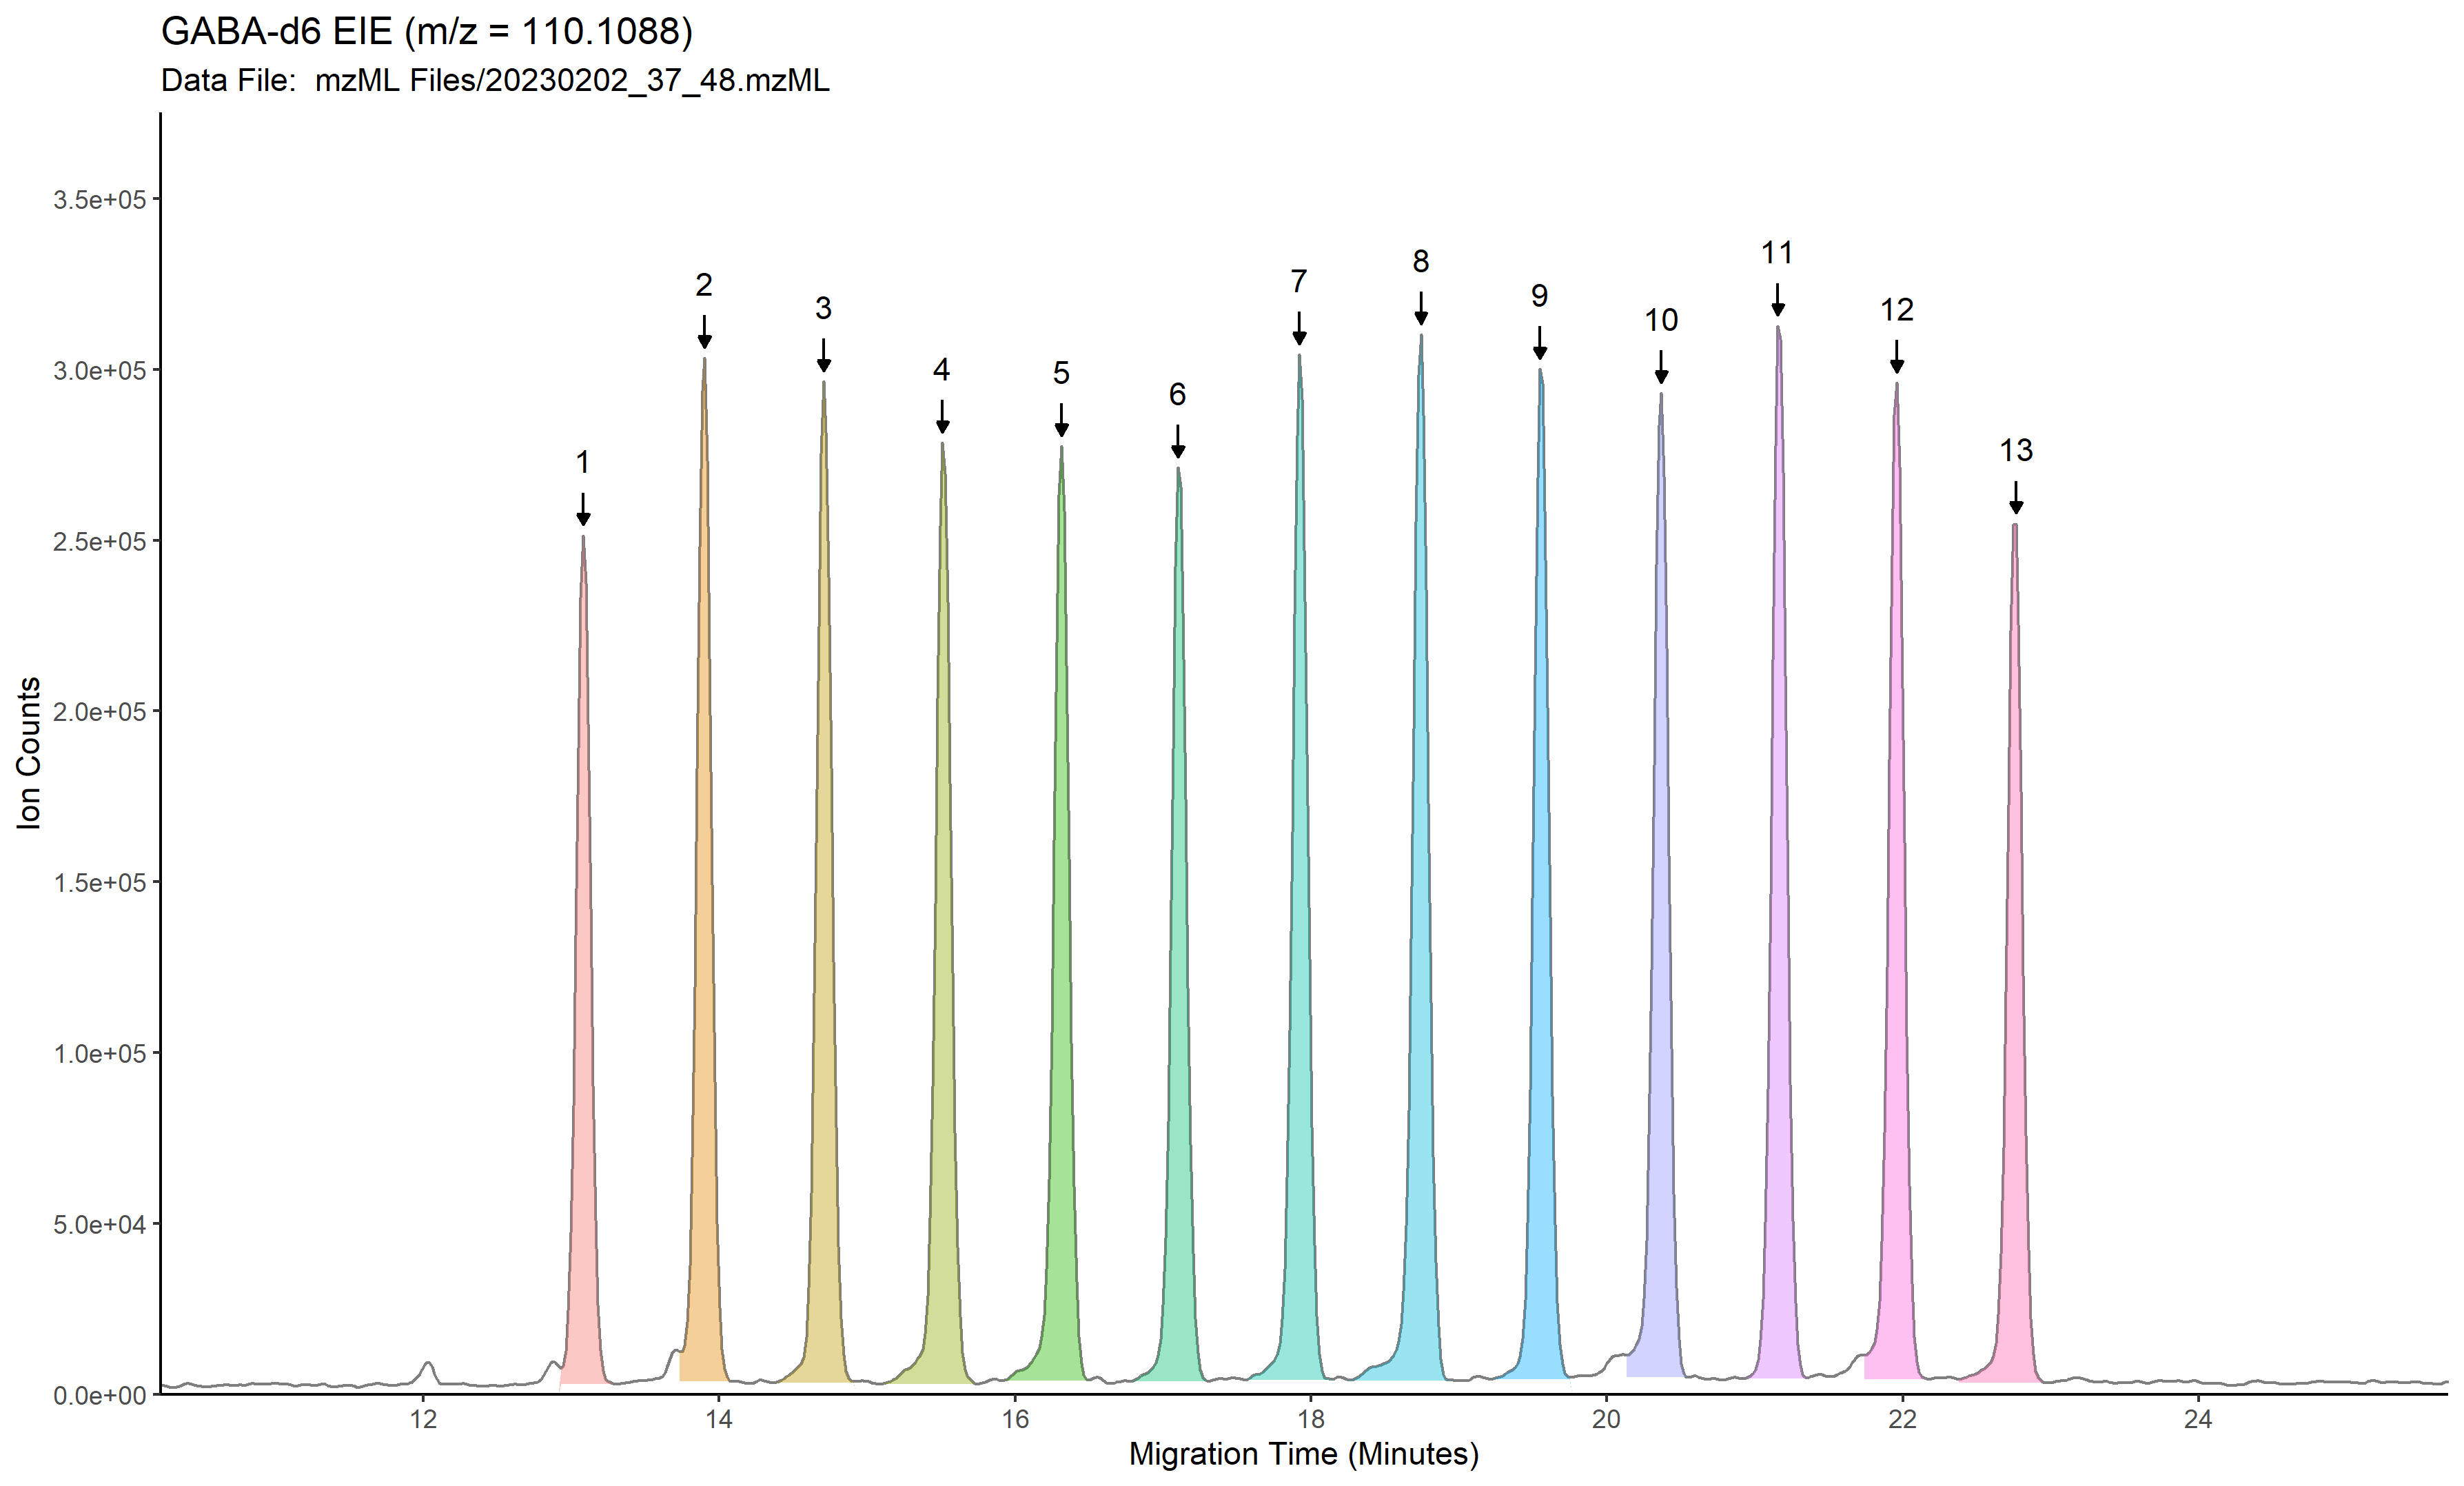 GABA-d6 EIE (m/z = 110.1088)
Data File:  mzML Files/20230202_37_48.mzML
3.5e+05
3.0e+05
2.5e+05
2.0e+05
1.5e+05
1.0e+05
5.0e+04
0.0e+00
Ion Counts
1
2
3
4
5
6
7
8
9
10
11
12
13
12 14 16 18 20 22 24
Migration Time (Minutes)